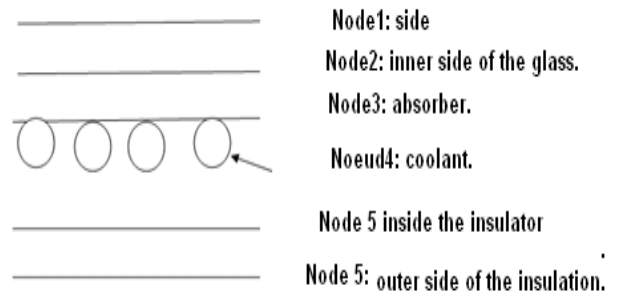 Node1: side
Node2: inner side of the glass.
Node3: absorber.
Noeud4: coolant.
Node 5 inside the insulator
Node 5: outer side of the insulation.